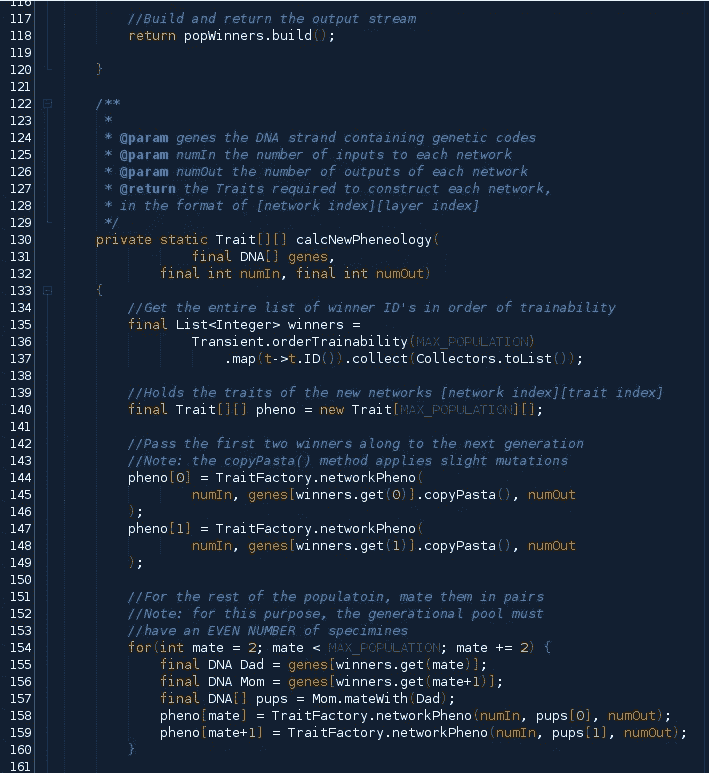 116
117 //Build and return the output stream
118 return popWinners.build();
119
120 }
121
122 /**
123 *
124 * @param genes the DNA strand containing genetic codes
125 * @param numIn the number of inputs to each network
126 * @param numOut the number of outputs of each network
127 * @return the Traits required to construct each network,
128 * in the format of [network index][layer index]
129 */
130 private static Trait[][] calcNewPheneology(
131 final DNA[] genes,
132 final int numIn, final int numOut)
133 {
134 //Get the entire list of winner ID's in order of trainability
135 final List<Integer> winners =
136 Transient.orderTrainability(MAX_POPULATION)
137 .map(t->t.ID()).collect(Collectors.toList());
138
139 //Holds the traits of the new networks [network index][trait index]
140 final Trait[][] pheno = new Trait[MAX_POPULATION][];
141
142 //Pass the first two winners along to the next generation
143 //Note: the copyPasta() method applies slight mutations
144 pheno[0] = TraitFactory.networkPheno(
145 numIn, genes[winners.get(0)].copyPasta(), numOut
146 );
147 pheno[1] = TraitFactory.networkPheno(
148 numIn, genes[winners.get(1)].copyPasta(), numOut
149 );
150
151 //For the rest of the populatoin, mate them in pairs
152 //Note: for this purpose, the generational pool must
153 //have an EVEN NUMBER of specimines
154 for(int mate = 2; mate < MAX_POPULATION; mate += 2) {
155 final DNA Dad = genes[winners.get(mate)];
156 final DNA Mom = genes[winners.get(mate+1)];
157 final DNA[] pups = Mom.mateWith(Dad);
158 pheno[mate] = TraitFactory.networkPheno(numIn, pups[0], numOut);
159 pheno[mate+1] = TraitFactory.networkPheno(numIn, pups[1], numOut);
160 }
161